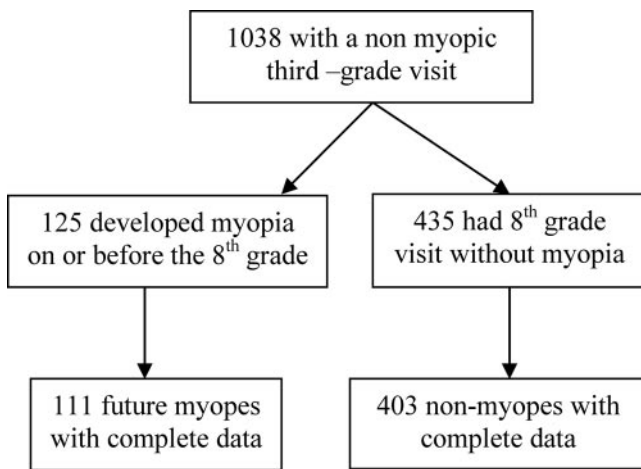 1038 with a non myopic
third –grade visit
125 developed myopia
on or before the 8th grade
435 had 8th grade
visit without myopia
111 future myopes
with complete data
403 non-myopes with
complete data